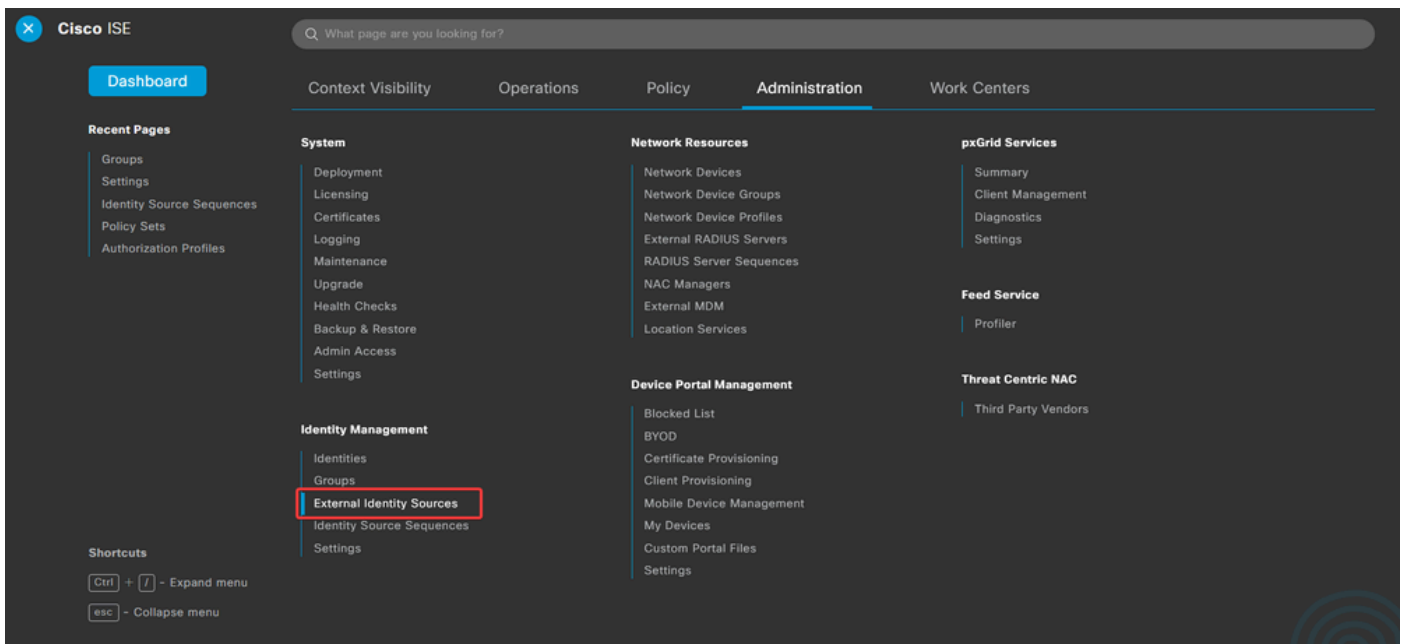 Cisco ISE
What page are you looking for?
Dashboard
Context Visibility
Operations
Policy
Administration
Work Centers
Recent Pages
Groups
Settings
Identity Source Sequences
Policy Sets
Authorization Profiles
System
Deployment
Licensing
Certificates
Logging
Maintenance
Upgrade
Health Checks
Backup & Restore
Admin Access
Settings
Identity Management
Identities
Groups
External Identity Sources
Identity Source Sequences
Settings
Network Resources
Network Devices
Network Device Groups
Network Device Profiles
External RADIUS Servers
RADIUS Server Sequences
NAC Managers
External MDM
Location Services
Device Portal Management
Blocked List
BYOD
Certificate Provisioning
Client Provisioning
Mobile Device Management
My Devices
Custom Portal Files
Settings
pxGrid Services
Summary
Client Management
Diagnostics
Settings
Feed Service
Profiler
Threat Centric NAC
Third Party Vendors
Shortcuts
Ctrl + / - Expand menu
esc - Collapse menu